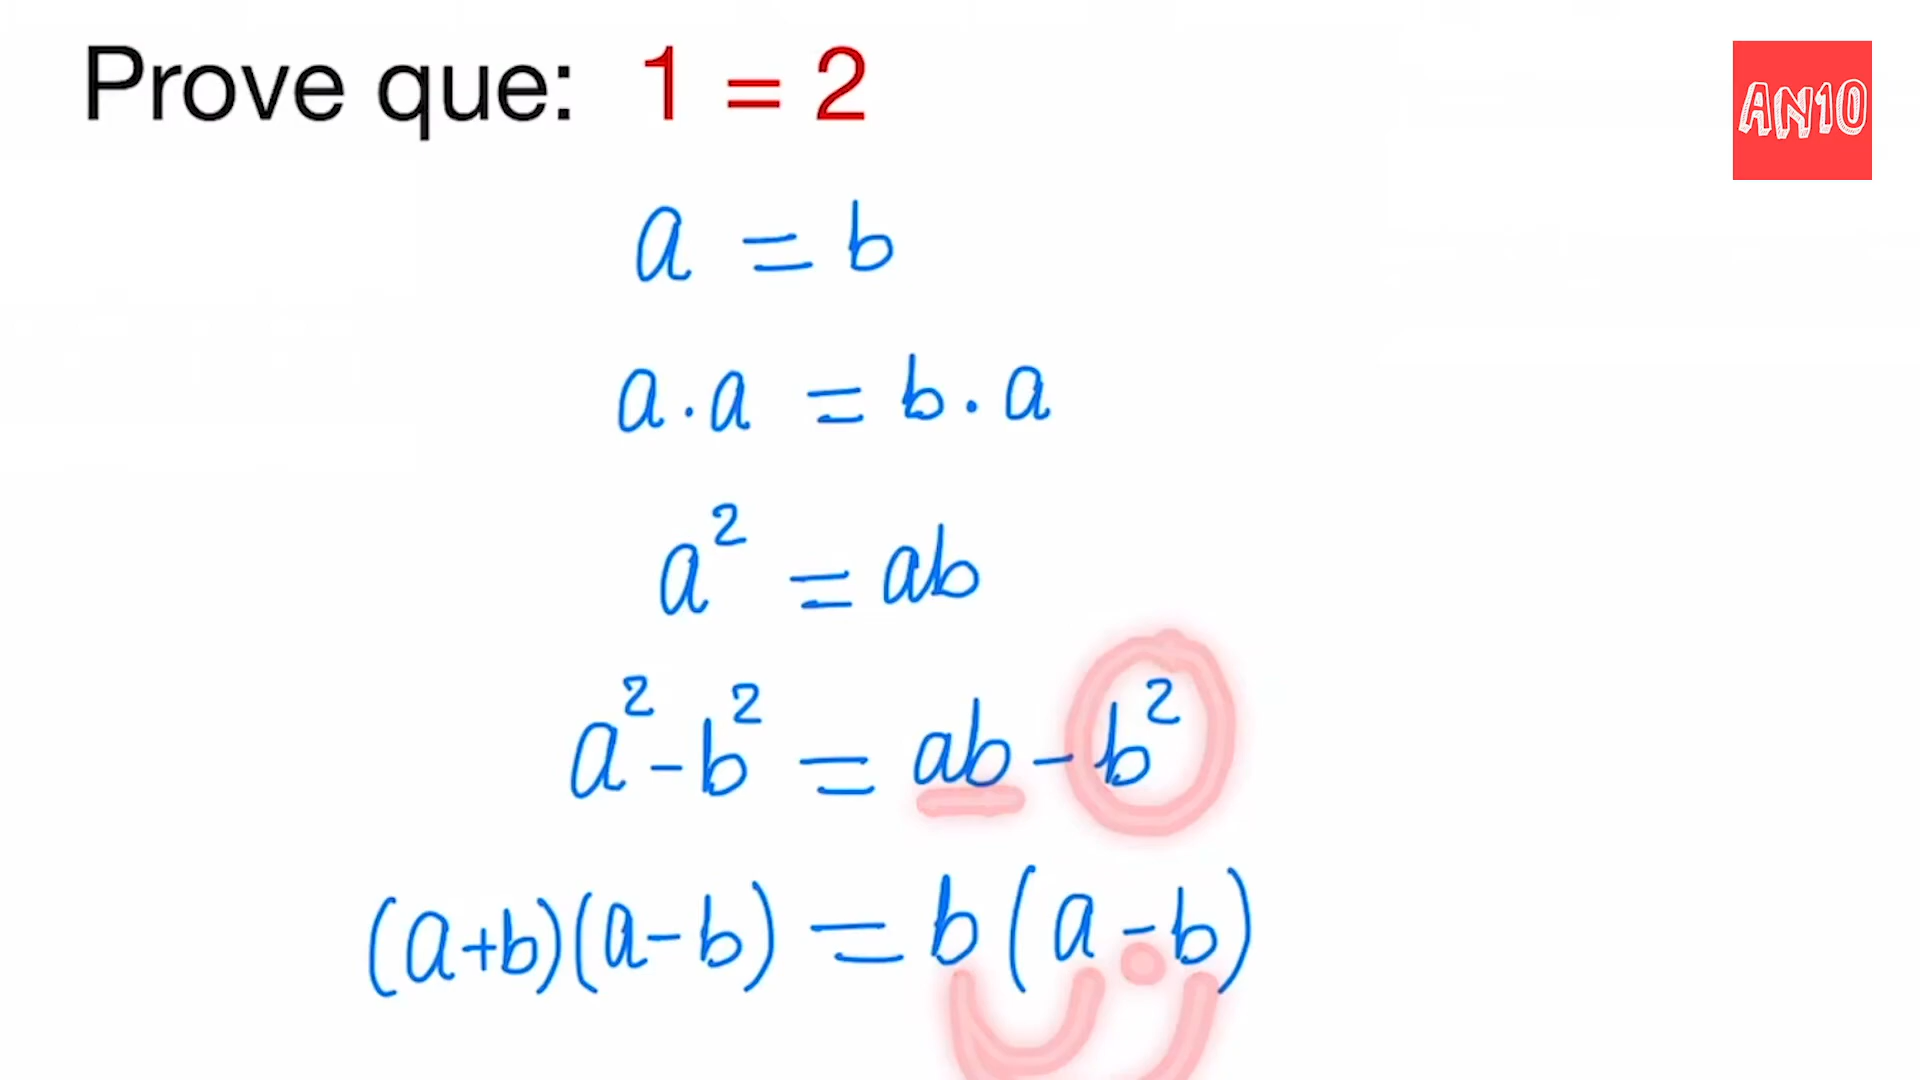 Prove que: 1 = 2
AN10
a = b
a · a = b · a
a² = ab
a² - b² = ab - b²
(a+b)(a-b) = b(a-b)